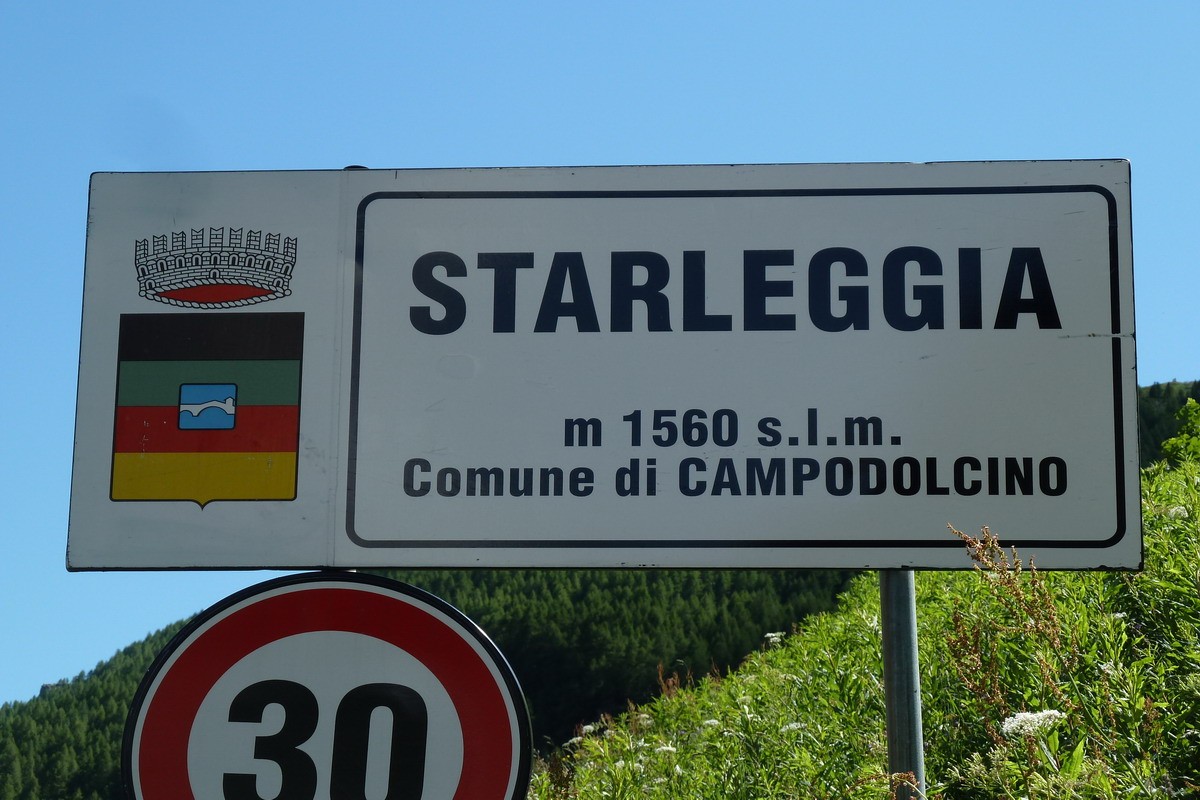 STARLEGGIA
m 1560 s.l.m.
Comune di CAMPODOLCINO
30